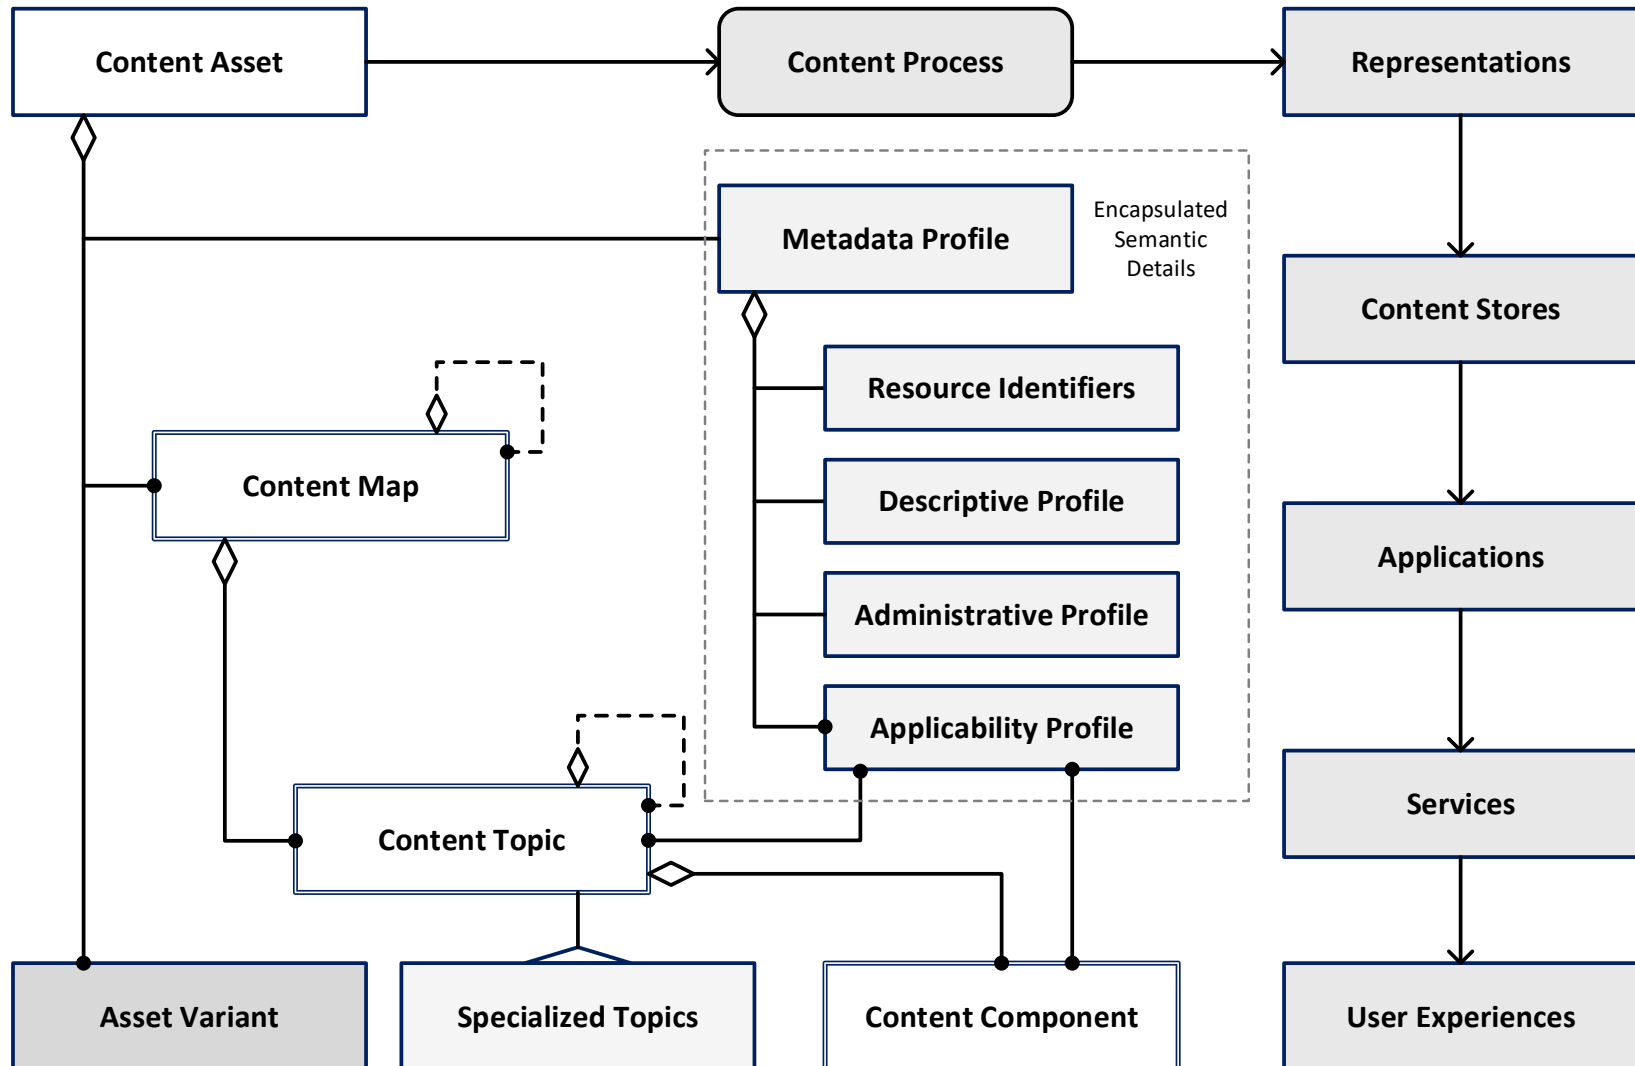 Content Asset
Content Process
Representations
Metadata Profile
Encapsulated
Semantic
Details
Content Stores
Resource Identifiers
Content Map
Descriptive Profile
Applications
Administrative Profile
Applicability Profile
Services
Content Topic
Asset Variant
Specialized Topics
Content Component
User Experiences